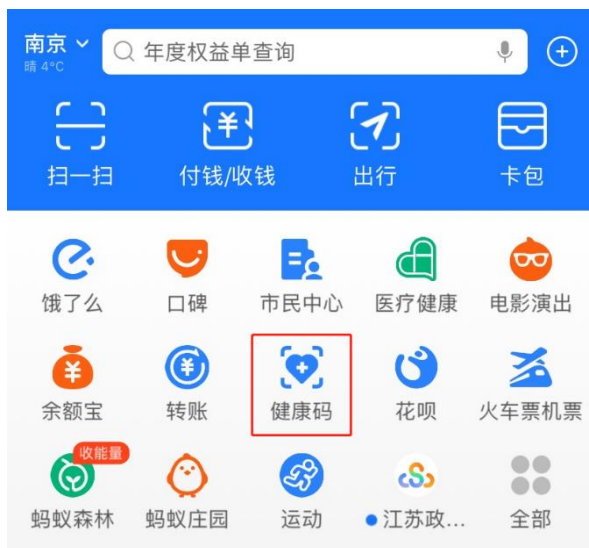 南京 年度权益单查询
晴 4°C
扫一扫 付钱/收钱 出行 卡包
饿了么 口碑 市民中心 医疗健康 电影演出
余额宝 转账 健康码 花呗 火车票机票
收能量
蚂蚁森林 蚂蚁庄园 运动 江苏政... 全部